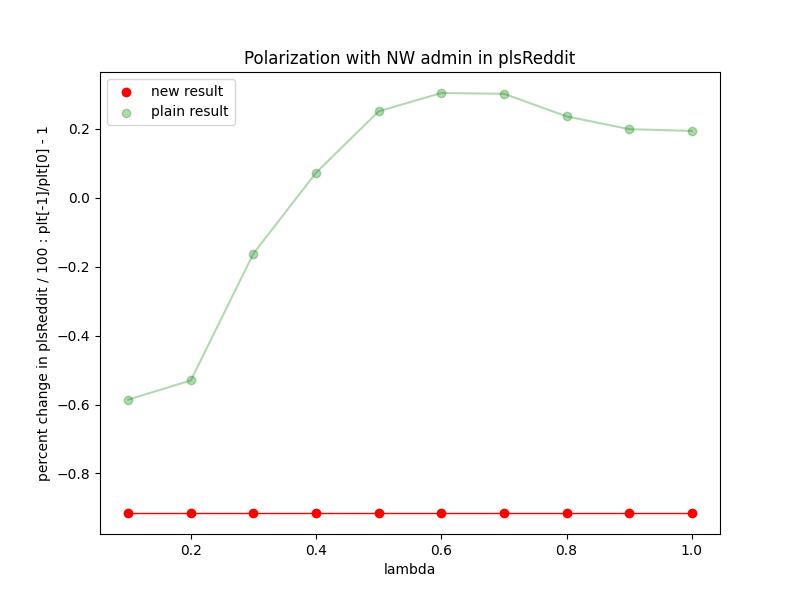 Polarization with NW admin in plsReddit
new result
plain result
percent change in plsReddit / 100 : plt[-1]/plt[0] - 1
0.2
0.0
−0.2
−0.4
−0.6
−0.8
0.2 0.4 0.6 0.8 1.0
lambda